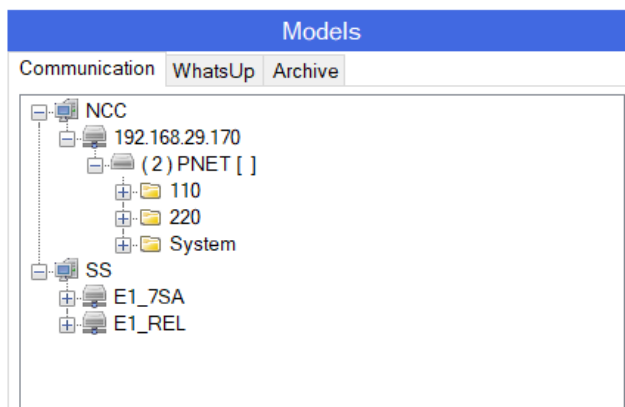 Models
Communication WhatsUp Archive
NCC
192.168.29.170
( 2 ) PNET [ ]
110
220
System
SS
E1_7SA
E1_REL